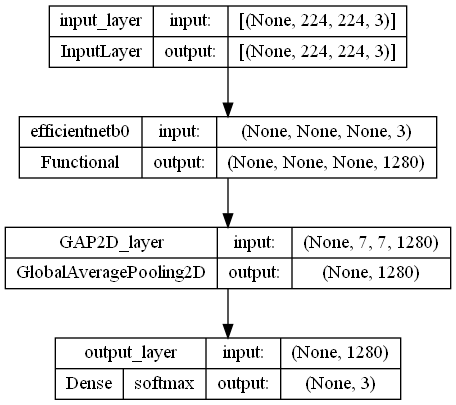 input_layer input: [(None, 224, 224, 3)]
InputLayer output: [(None, 224, 224, 3)]
efficientnetb0 input: (None, None, None, 3)
Functional output: (None, None, None, 1280)
GAP2D_layer input: (None, 7, 7, 1280)
GlobalAveragePooling2D output: (None, 1280)
output_layer input: (None, 1280)
Dense softmax output: (None, 3)